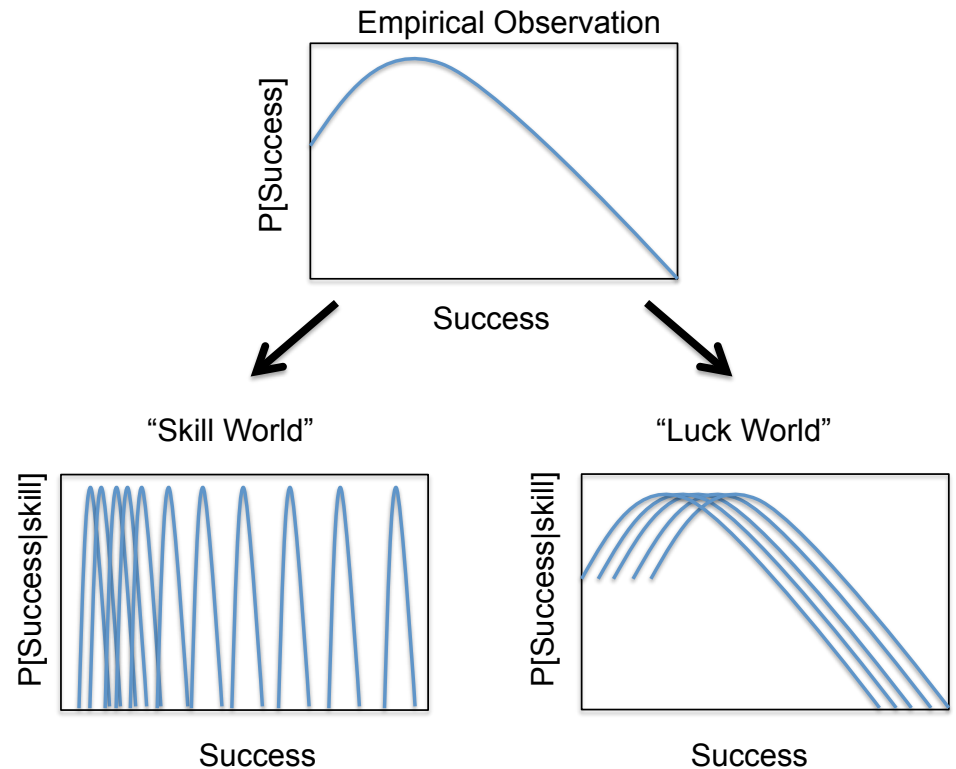 Empirical Observation
P[Success]
Success
“Skill World”
“Luck World”
P[Success|skill]
P[Success|skill]
Success
Success